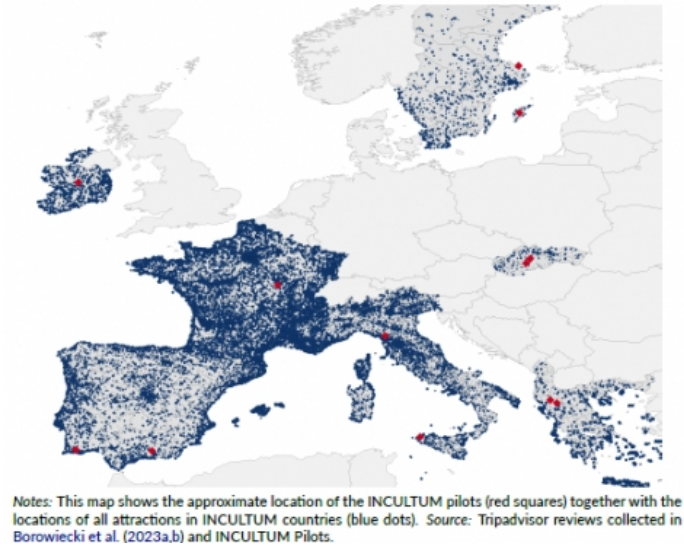 Notes: This map shows the approximate location of the INCULTUM pilots (red squares) together with the
locations of all attractions in INCULTUM countries (blue dots). Source: Tripadvisor reviews collected in
Borowiecki et al. (2023a,b) and INCULTUM Pilots.